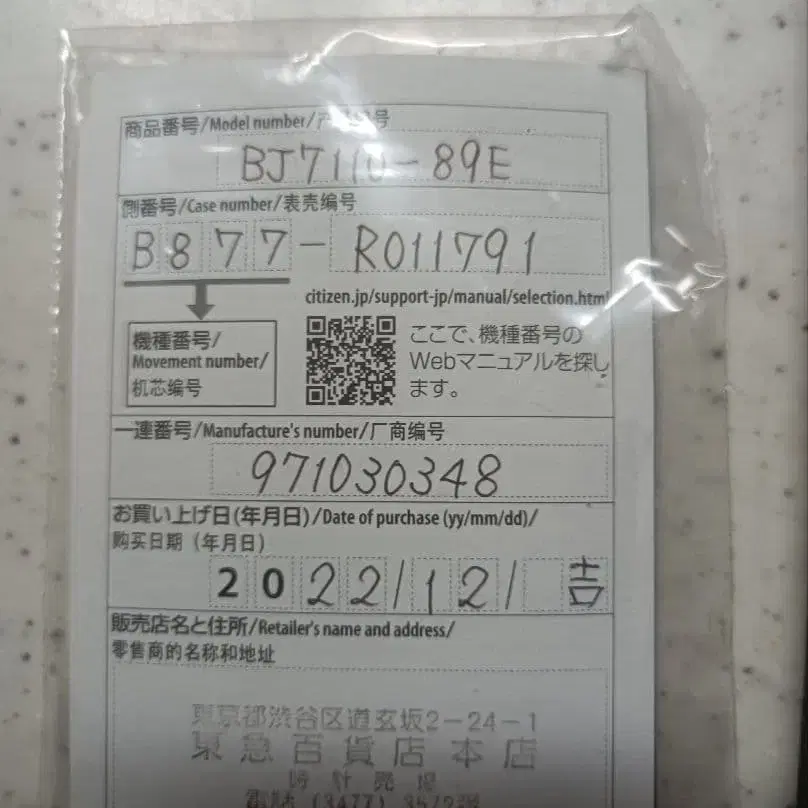 商品番号/Model number/产品编号
BJ7110-89E
側番号/Case number/表壳编号
B877-R011791
citizen.jp/support-jp/manual/selection.html
機種番号/
Movement number/
机芯编号
ここで、機種番号の
Webマニュアルを探し
ます。
一連番号/Manufacture's number/厂商编号
971030348
お買い上げ日(年月日)/Date of purchase (yy/mm/dd)/
购买日期 (年月日)
2022/12/吉
販売店名と住所/Retailer's name and address/
零售商的名称和地址
東京都渋谷区道玄坂2-24-1
東急百貨店本店
時計売場
(3477)